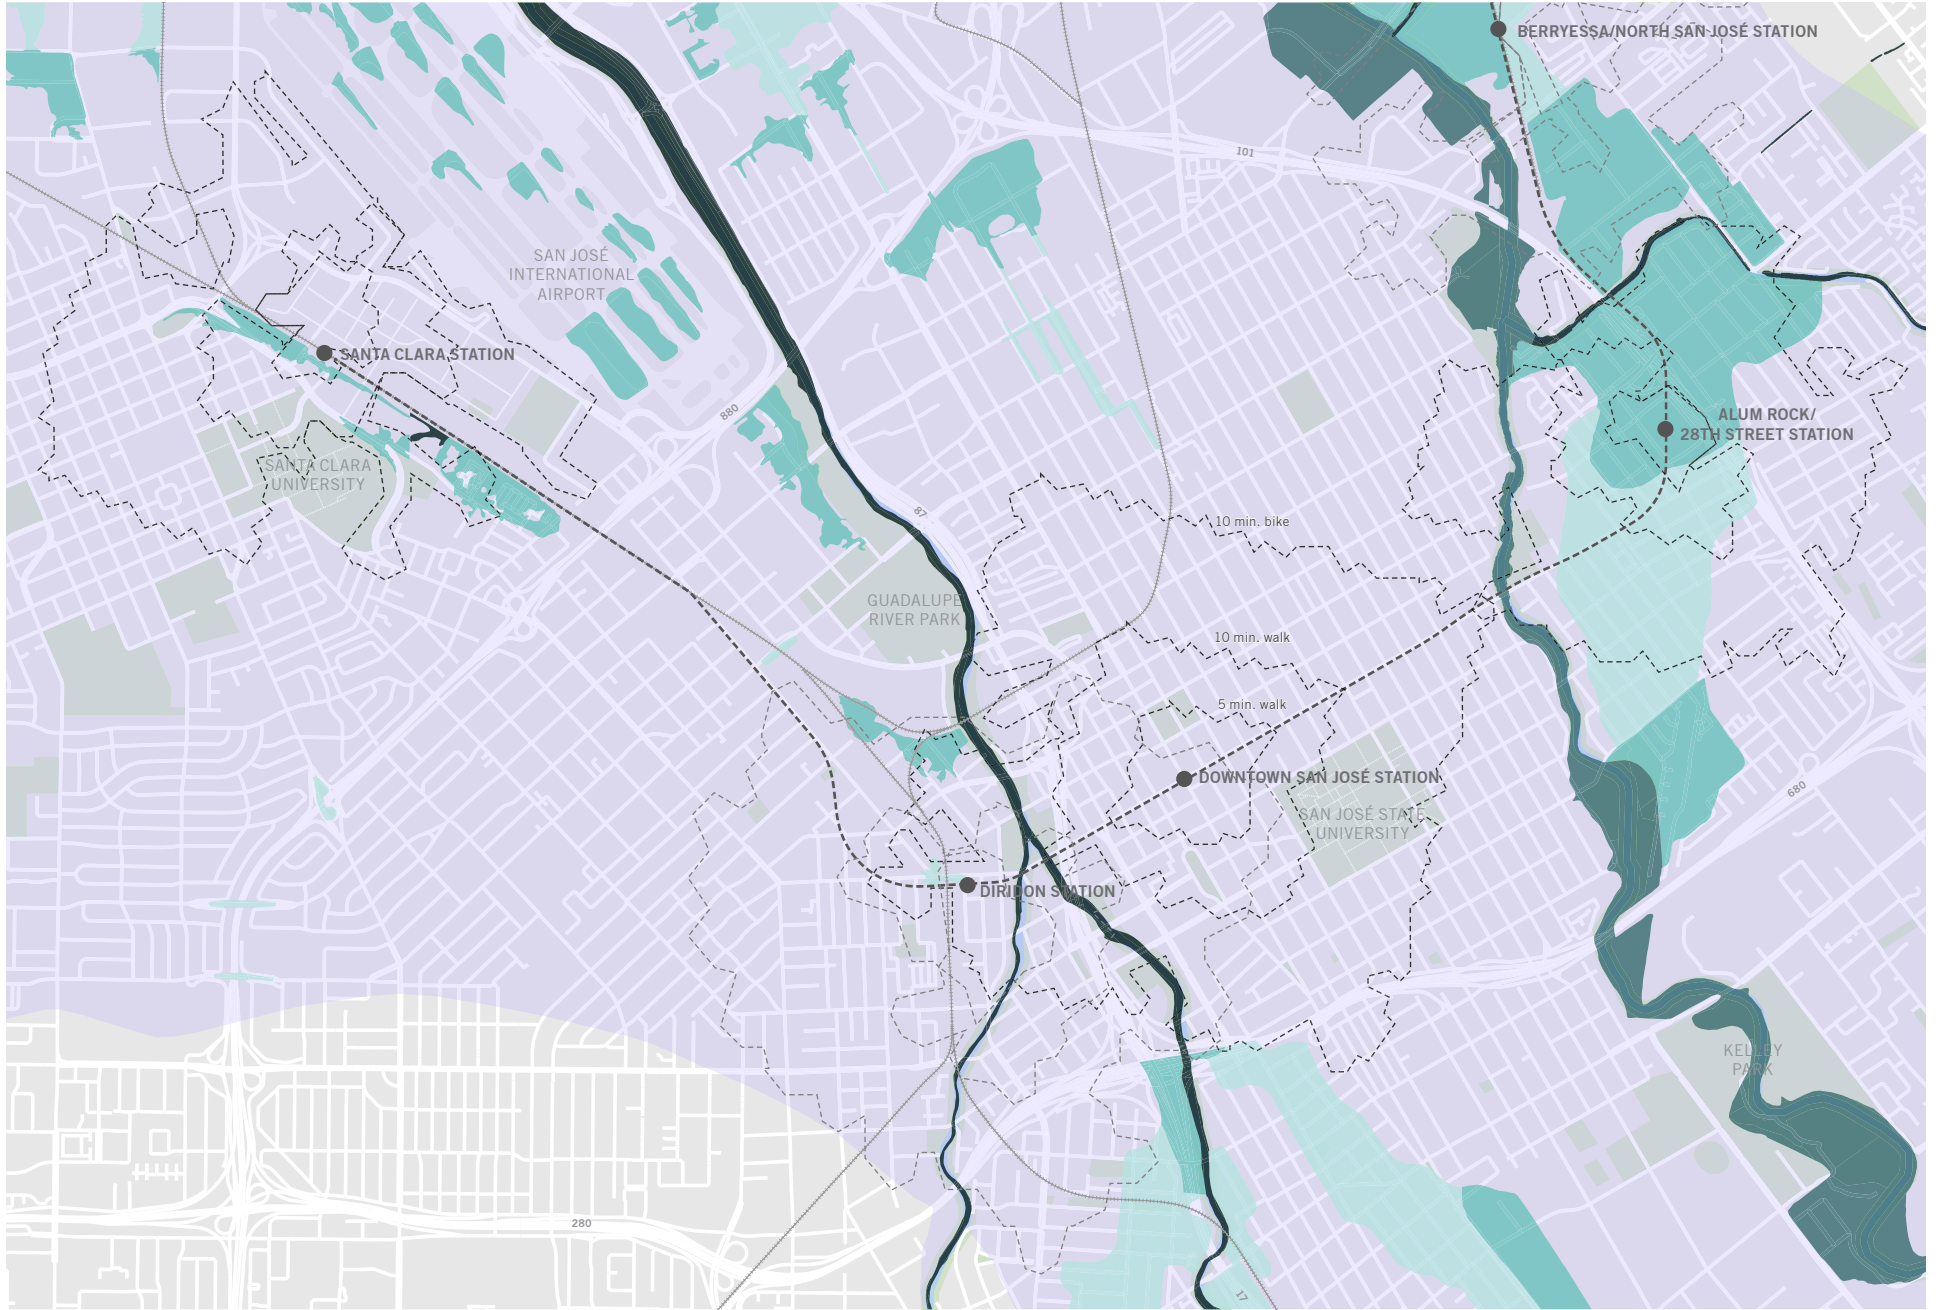 BERRYESSA/NORTH SAN JOSÉ STATION
101
SAN JOSÉ
INTERNATIONAL
AIRPORT
SANTA CLARA STATION
880
ALUM ROCK/
28TH STREET STATION
SANTA CLARA
UNIVERSITY
87
10 min. bike
GUADALUPE
RIVER PARK
10 min. walk
5 min. walk
DOWNTOWN SAN JOSÉ STATION
680
SAN JOSÉ STATE
UNIVERSITY
DIRIDON STATION
KELLEY
PARK
280
17